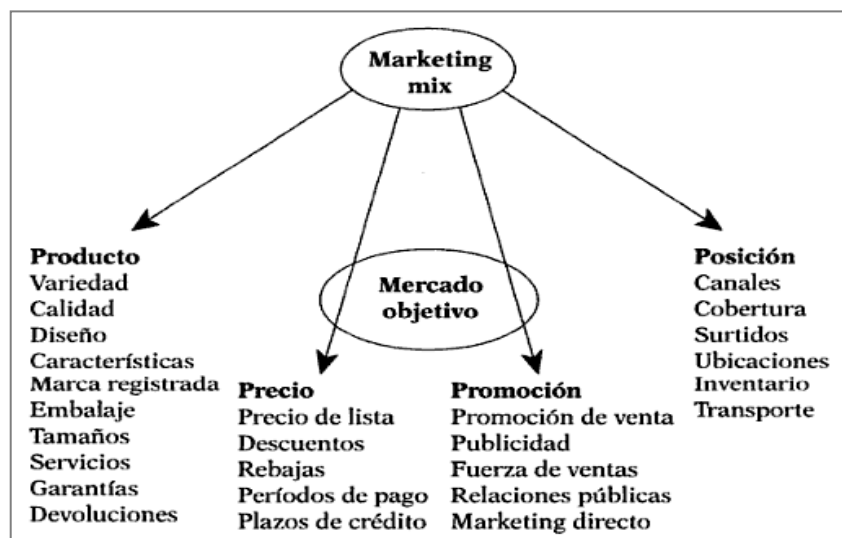 Marketing
mix
Mercado
objetivo
Producto
Variedad
Calidad
Diseño
Características
Marca registrada
Embalaje
Tamaños
Servicios
Garantías
Devoluciones
Precio
Precio de lista
Descuentos
Rebajas
Períodos de pago
Plazos de crédito
Promoción
Promoción de venta
Publicidad
Fuerza de ventas
Relaciones públicas
Marketing directo
Posición
Canales
Cobertura
Surtidos
Ubicaciones
Inventario
Transporte